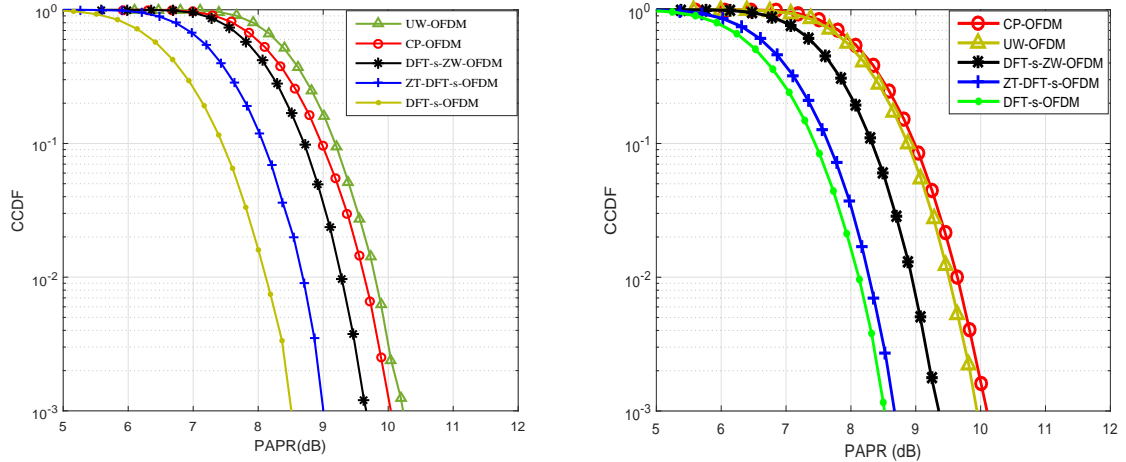 10^0
10^-1
10^-2
10^-3
CCDF
5 6 7 8 9 10 11 12
PAPR(dB)
UW-OFDM
CP-OFDM
DFT-s-ZW-OFDM
ZT-DFT-s-OFDM
DFT-s-OFDM
10^0
10^-1
10^-2
10^-3
CCDF
5 6 7 8 9 10 11 12
PAPR (dB)
CP-OFDM
UW-OFDM
DFT-s-ZW-OFDM
ZT-DFT-s-OFDM
DFT-s-OFDM